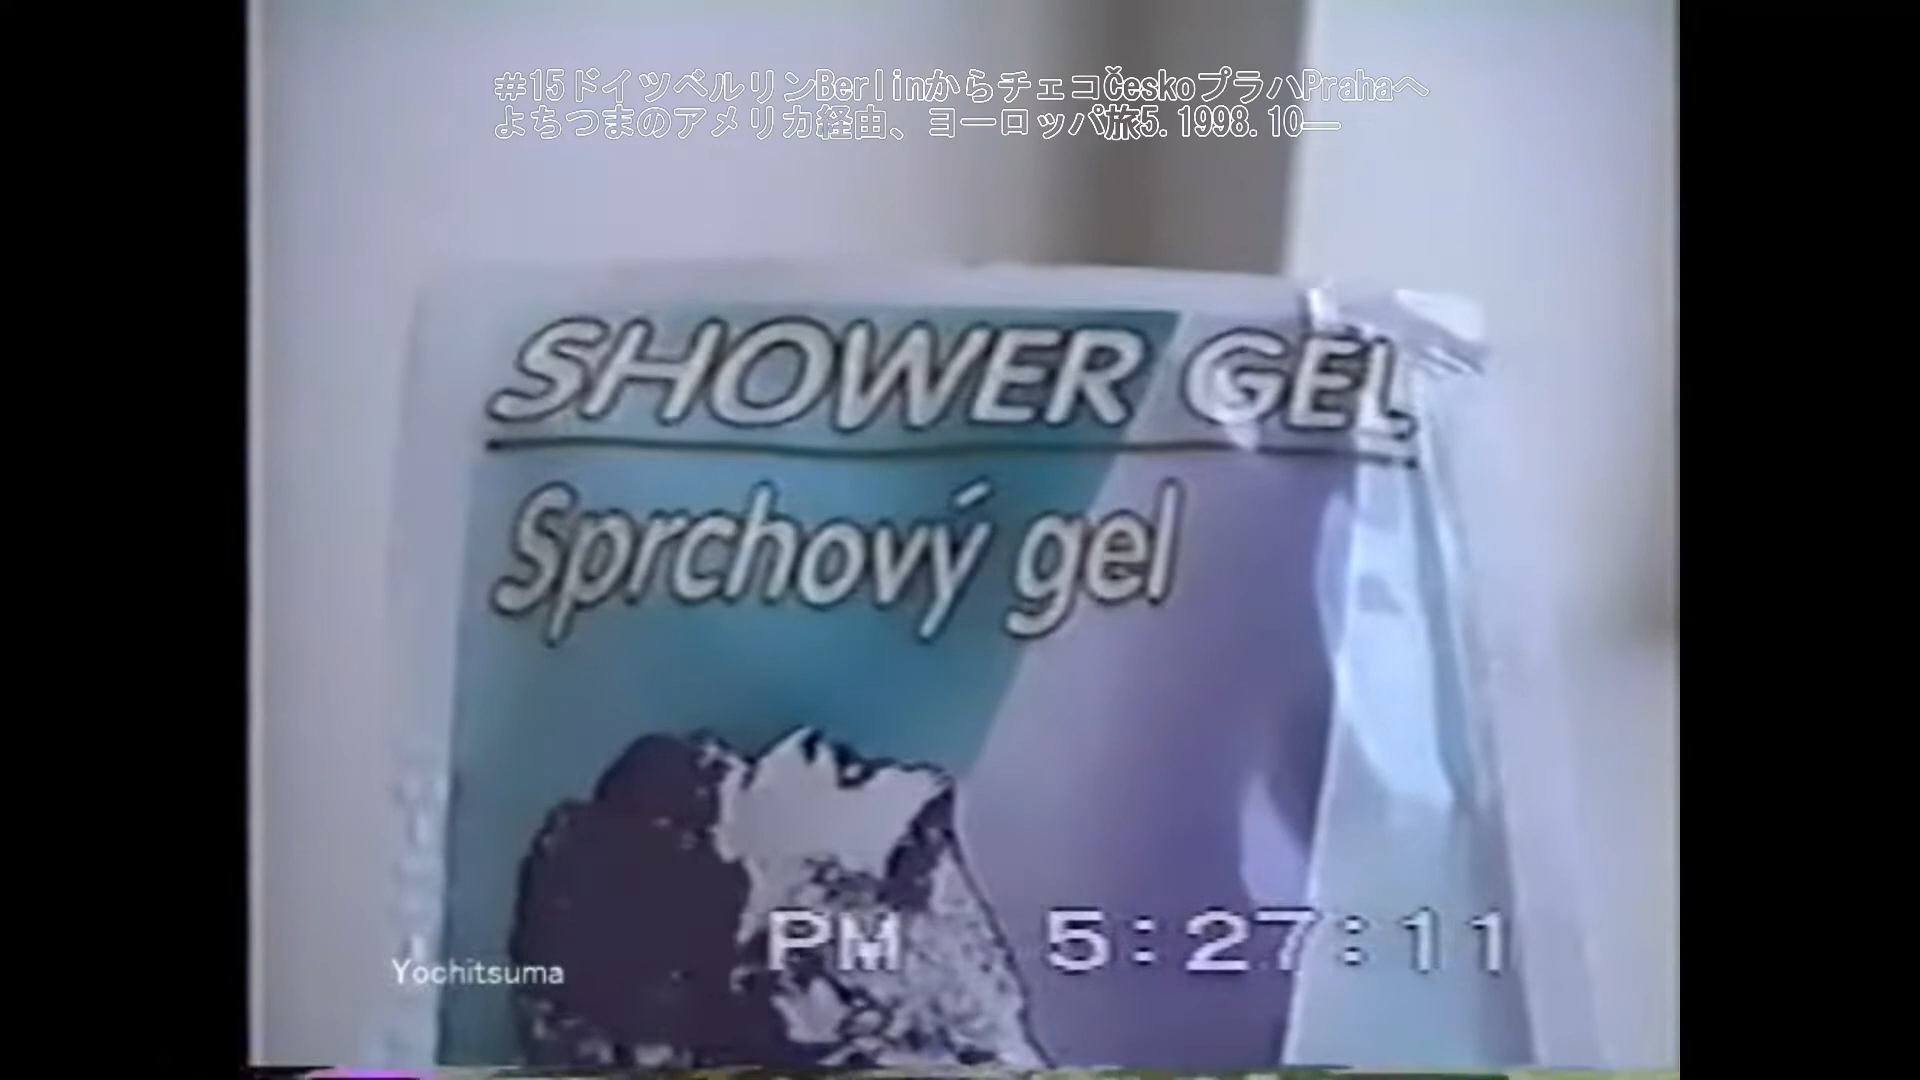 #15ドイツベルリンBerlinからチェコČeskoプラハPrahaへ
よちつまのアメリカ経由、ヨーロッパ旅5.1998.10―
SHOWER GEL
Sprchový gel
PM 5:27:11
Yochitsuma